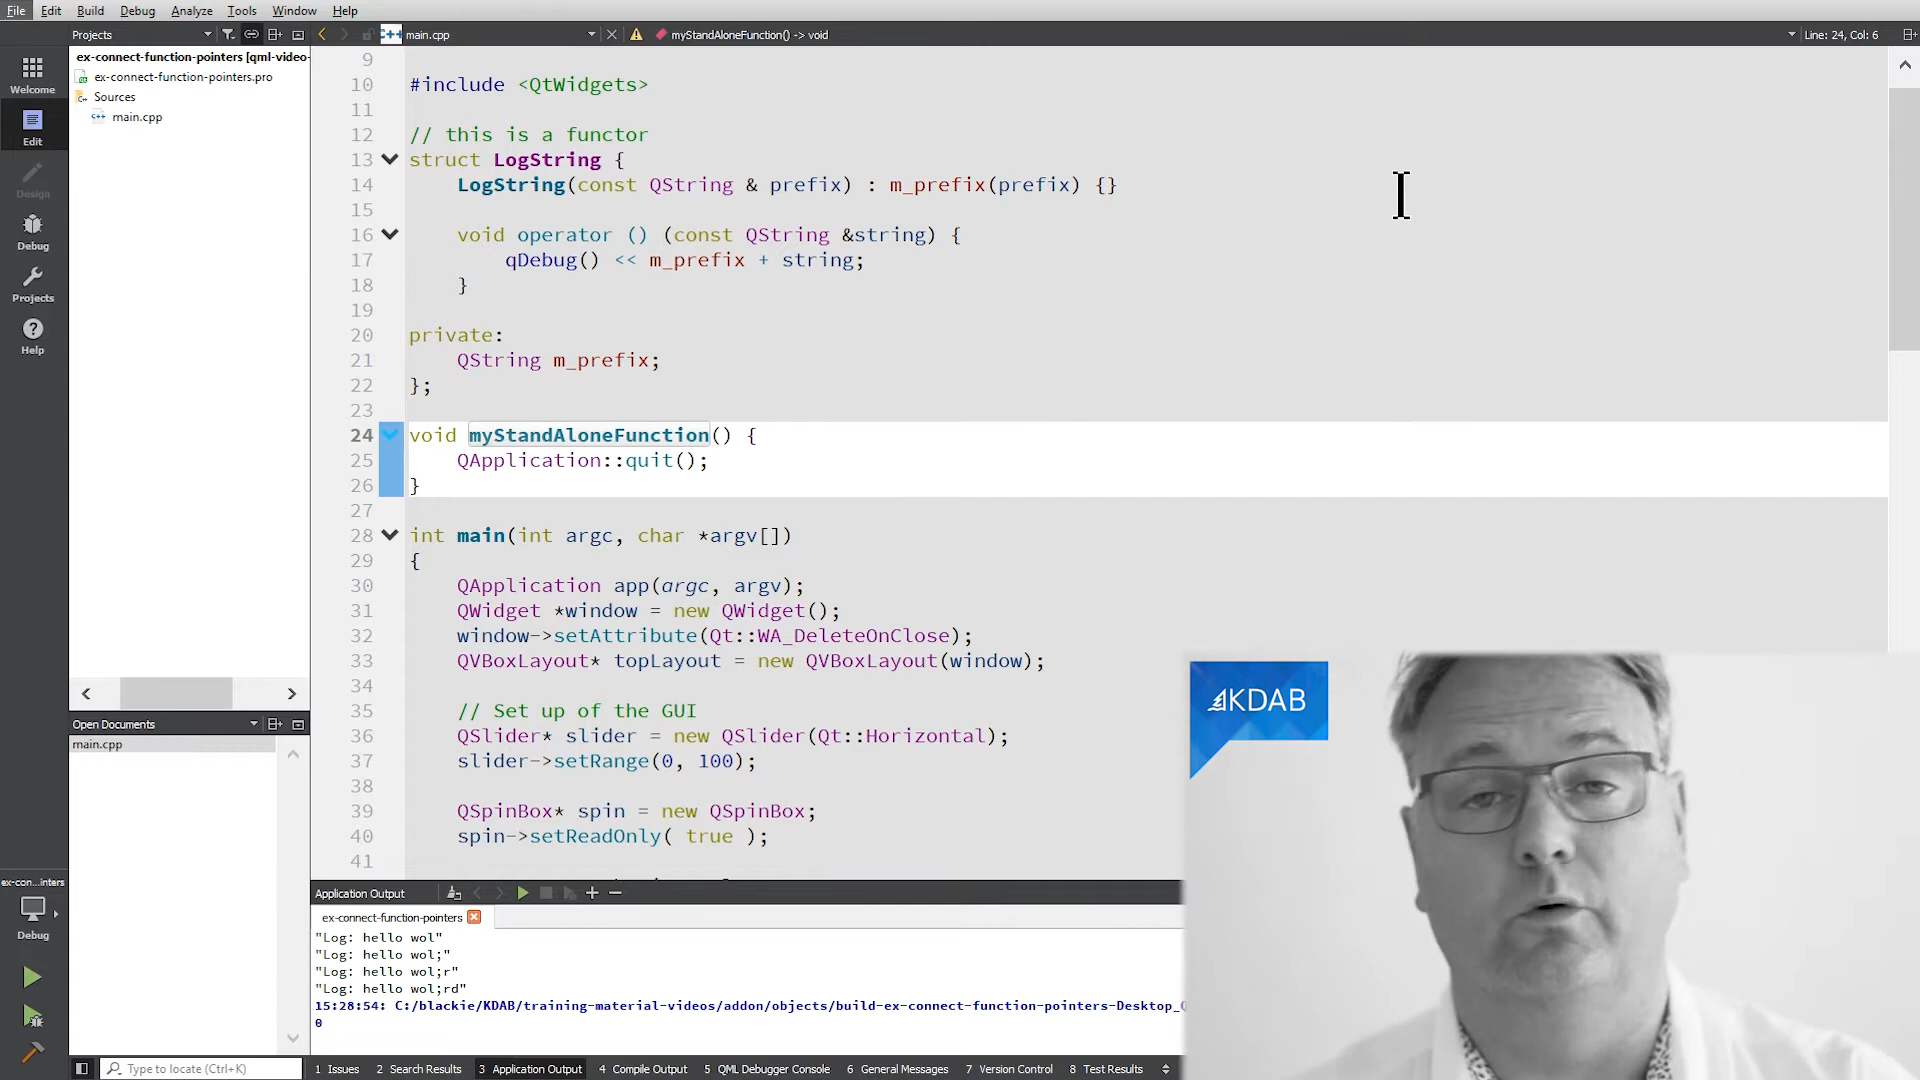 File Edit Build Debug Analyze Tools Window Help
Projects
main.cpp
myStandAloneFunction() -> void
Line: 24, Col: 6
Welcome
Edit
Design
Debug
Projects
Help
ex-connect-function-pointers [qml-video-
ex-connect-function-pointers.pro
Sources
main.cpp
9
10 #include <QtWidgets>
11
12 // this is a functor
13 struct LogString {
14 LogString(const QString & prefix) : m_prefix(prefix) {}
15
16 void operator () (const QString &string) {
17 qDebug() << m_prefix + string;
18 }
19
20 private:
21 QString m_prefix;
22 };
23
24 void myStandAloneFunction() {
25 QApplication::quit();
26 }
27
28 int main(int argc, char *argv[])
29 {
30 QApplication app(argc, argv);
31 QWidget *window = new QWidget();
32 window->setAttribute(Qt::WA_DeleteOnClose);
33 QVBoxLayout* topLayout = new QVBoxLayout(window);
34
35 // Set up of the GUI
36 QSlider* slider = new QSlider(Qt::Horizontal);
37 slider->setRange(0, 100);
38
39 QSpinBox* spin = new QSpinBox;
40 spin->setReadOnly( true );
41
KDAB
Open Documents
main.cpp
ex-con...inters
Debug
Application Output
ex-connect-function-pointers
"Log: hello wol"
"Log: hello wol;"
"Log: hello wol;r"
"Log: hello wol;rd"
15:28:54: C:/blackie/KDAB/training-material-videos/addon/objects/build-ex-connect-function-pointers-Desktop_Q
0
Type to locate (Ctrl+K)
1 Issues 2 Search Results 3 Application Output 4 Compile Output 5 QML Debugger Console 6 General Messages 7 Version Control 8 Test Results